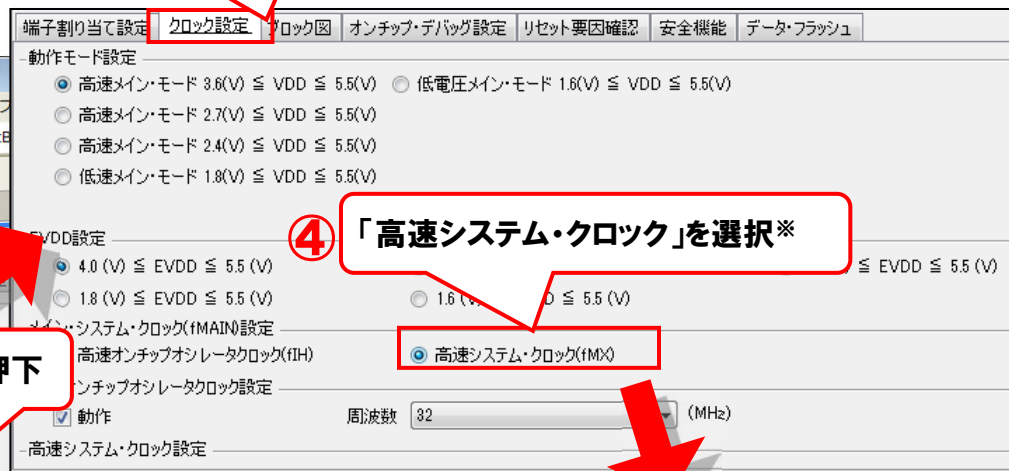 端子割り当て設定 クロック設定 ブロック図 オンチップ・デバッグ設定 リセット要因確認 安全機能 データ・フラッシュ
動作モード設定
高速メイン・モード 3.6(V) ≦ VDD ≦ 5.5(V) 低電圧メイン・モード 1.6(V) ≦ VDD ≦ 5.5(V)
高速メイン・モード 2.7(V) ≦ VDD ≦ 5.5(V)
高速メイン・モード 2.4(V) ≦ VDD ≦ 5.5(V)
低速メイン・モード 1.8(V) ≦ VDD ≦ 5.5(V)
④ 「高速システム・クロック」を選択※
EVDD設定
4.0 (V) ≦ EVDD ≦ 5.5 (V) ≦ EVDD ≦ 5.5 (V)
1.8 (V) ≦ EVDD ≦ 5.5 (V) 1.6 ( D ≦ 5.5 (V)
メイン・システム・クロック(fMAIN)設定
高速オンチップオシレータクロック(fIH) 高速システム・クロック(fMX)
押下
オンチップオシレータクロック設定
動作 周波数 32 (MHz)
高速システム・クロック設定